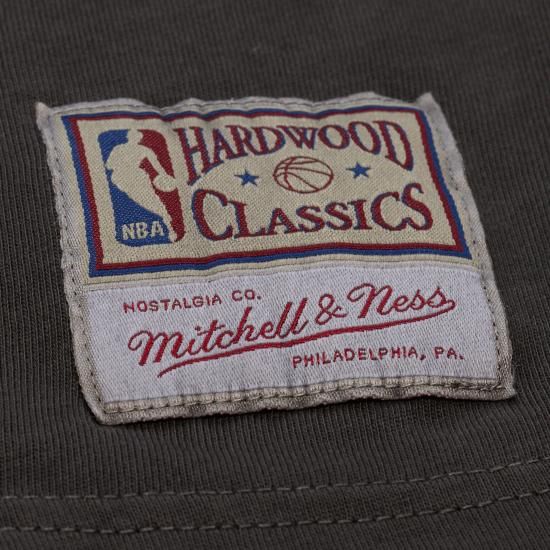 HARDWOOD
NBA
CLASSICS
NOSTALGIA CO.
Mitchell & Ness
PHILADELPHIA, PA.